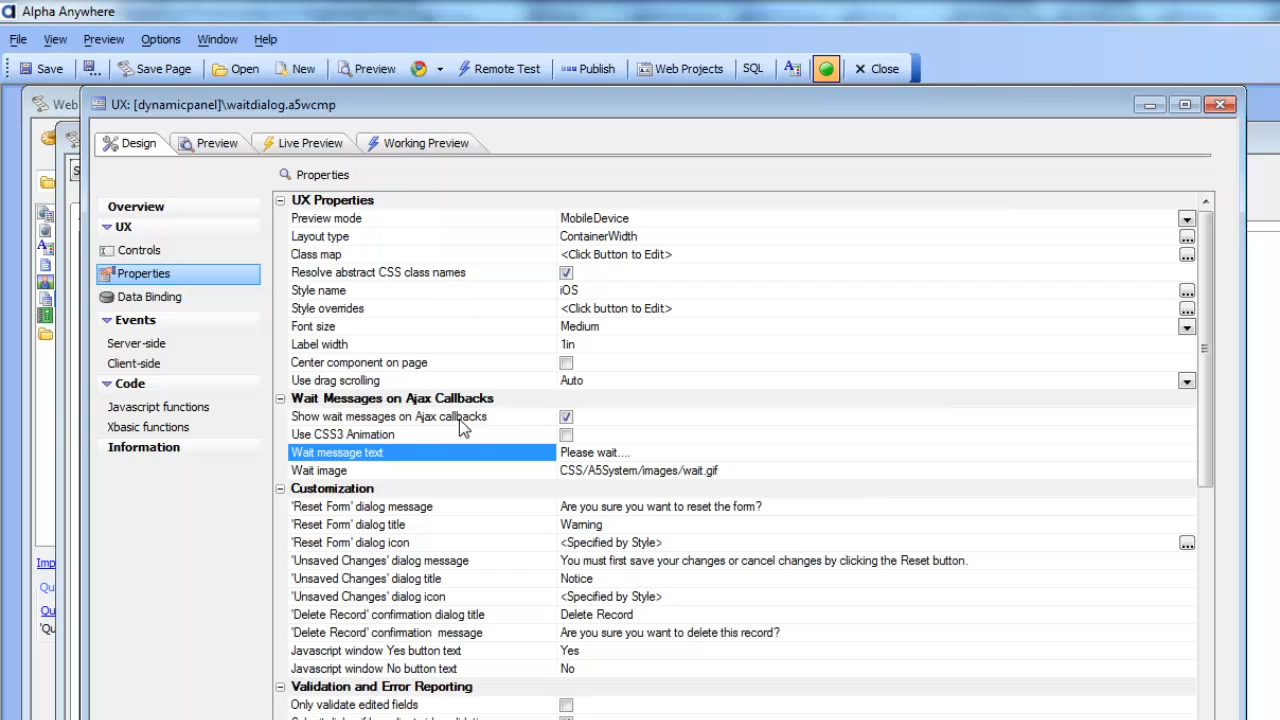 Alpha Anywhere
File View Preview Options Window Help
Save Save Page Open New Preview Remote Test Publish Web Projects SQL Close
Web
UX: [dynamicpanel]\waitdialog.a5wcmp
Design Preview Live Preview Working Preview
Properties
Overview
UX
Controls
Properties
Data Binding
Events
Server-side
Client-side
Code
Javascript functions
Xbasic functions
Information
UX Properties
Preview mode MobileDevice
Layout type ContainerWidth
Class map <Click Button to Edit>
Resolve abstract CSS class names
Style name iOS
Style overrides <Click button to Edit>
Font size Medium
Label width 1in
Center component on page
Use drag scrolling Auto
Wait Messages on Ajax Callbacks
Show wait messages on Ajax callbacks
Use CSS3 Animation
Wait message text Please wait....
Wait image CSS/A5System/images/wait.gif
Customization
'Reset Form' dialog message Are you sure you want to reset the form?
'Reset Form' dialog title Warning
'Reset Form' dialog icon <Specified by Style>
'Unsaved Changes' dialog message You must first save your changes or cancel changes by clicking the Reset button.
'Unsaved Changes' dialog title Notice
'Unsaved Changes' dialog icon <Specified by Style>
'Delete Record' confirmation dialog title Delete Record
'Delete Record' confirmation message Are you sure you want to delete this record?
Javascript window Yes button text Yes
Javascript window No button text No
Validation and Error Reporting
Only validate edited fields